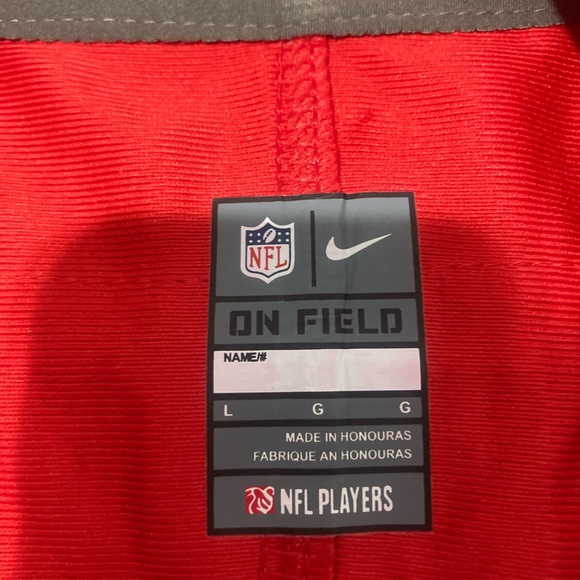 NFL
ON FIELD
NAME/#
L G G
MADE IN HONOURAS
FABRIQUE AN HONOURAS
NFL PLAYERS